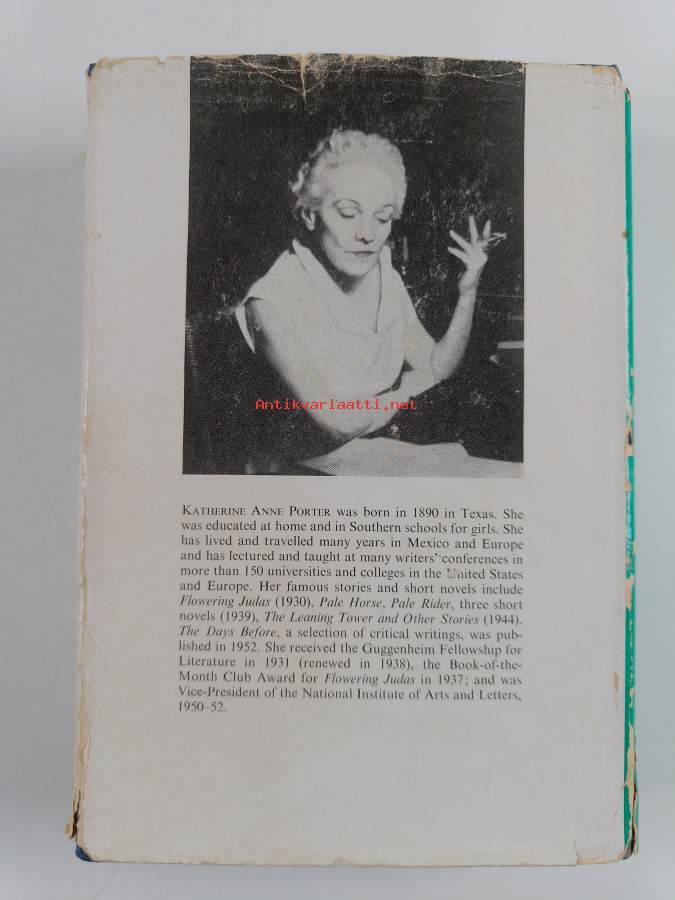 Antikvariaatti.net
KATHERINE ANNE PORTER was born in 1890 in Texas. She
was educated at home and in Southern schools for girls. She
has lived and travelled many years in Mexico and Europe
and has lectured and taught at many writers' conferences in
more than 150 universities and colleges in the United States
and Europe. Her famous stories and short novels include
Flowering Judas (1930), Pale Horse, Pale Rider, three short
novels (1939), The Leaning Tower and Other Stories (1944).
The Days Before, a selection of critical writings, was pub-
lished in 1952. She received the Guggenheim Fellowship for
Literature in 1931 (renewed in 1938), the Book-of-the-
Month Club Award for Flowering Judas in 1937; and was
Vice-President of the National Institute of Arts and Letters,
1950–52.